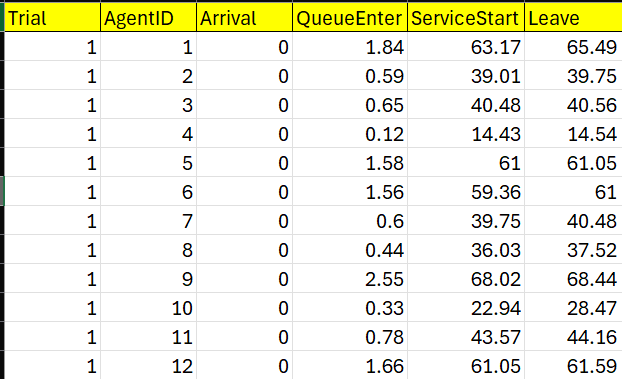 Trial AgentID Arrival QueueEnter ServiceStart Leave
1 1 0 1.84 63.17 65.49
1 2 0 0.59 39.01 39.75
1 3 0 0.65 40.48 40.56
1 4 0 0.12 14.43 14.54
1 5 0 1.58 61 61.05
1 6 0 1.56 59.36 61
1 7 0 0.6 39.75 40.48
1 8 0 0.44 36.03 37.52
1 9 0 2.55 68.02 68.44
1 10 0 0.33 22.94 28.47
1 11 0 0.78 43.57 44.16
1 12 0 1.66 61.05 61.59